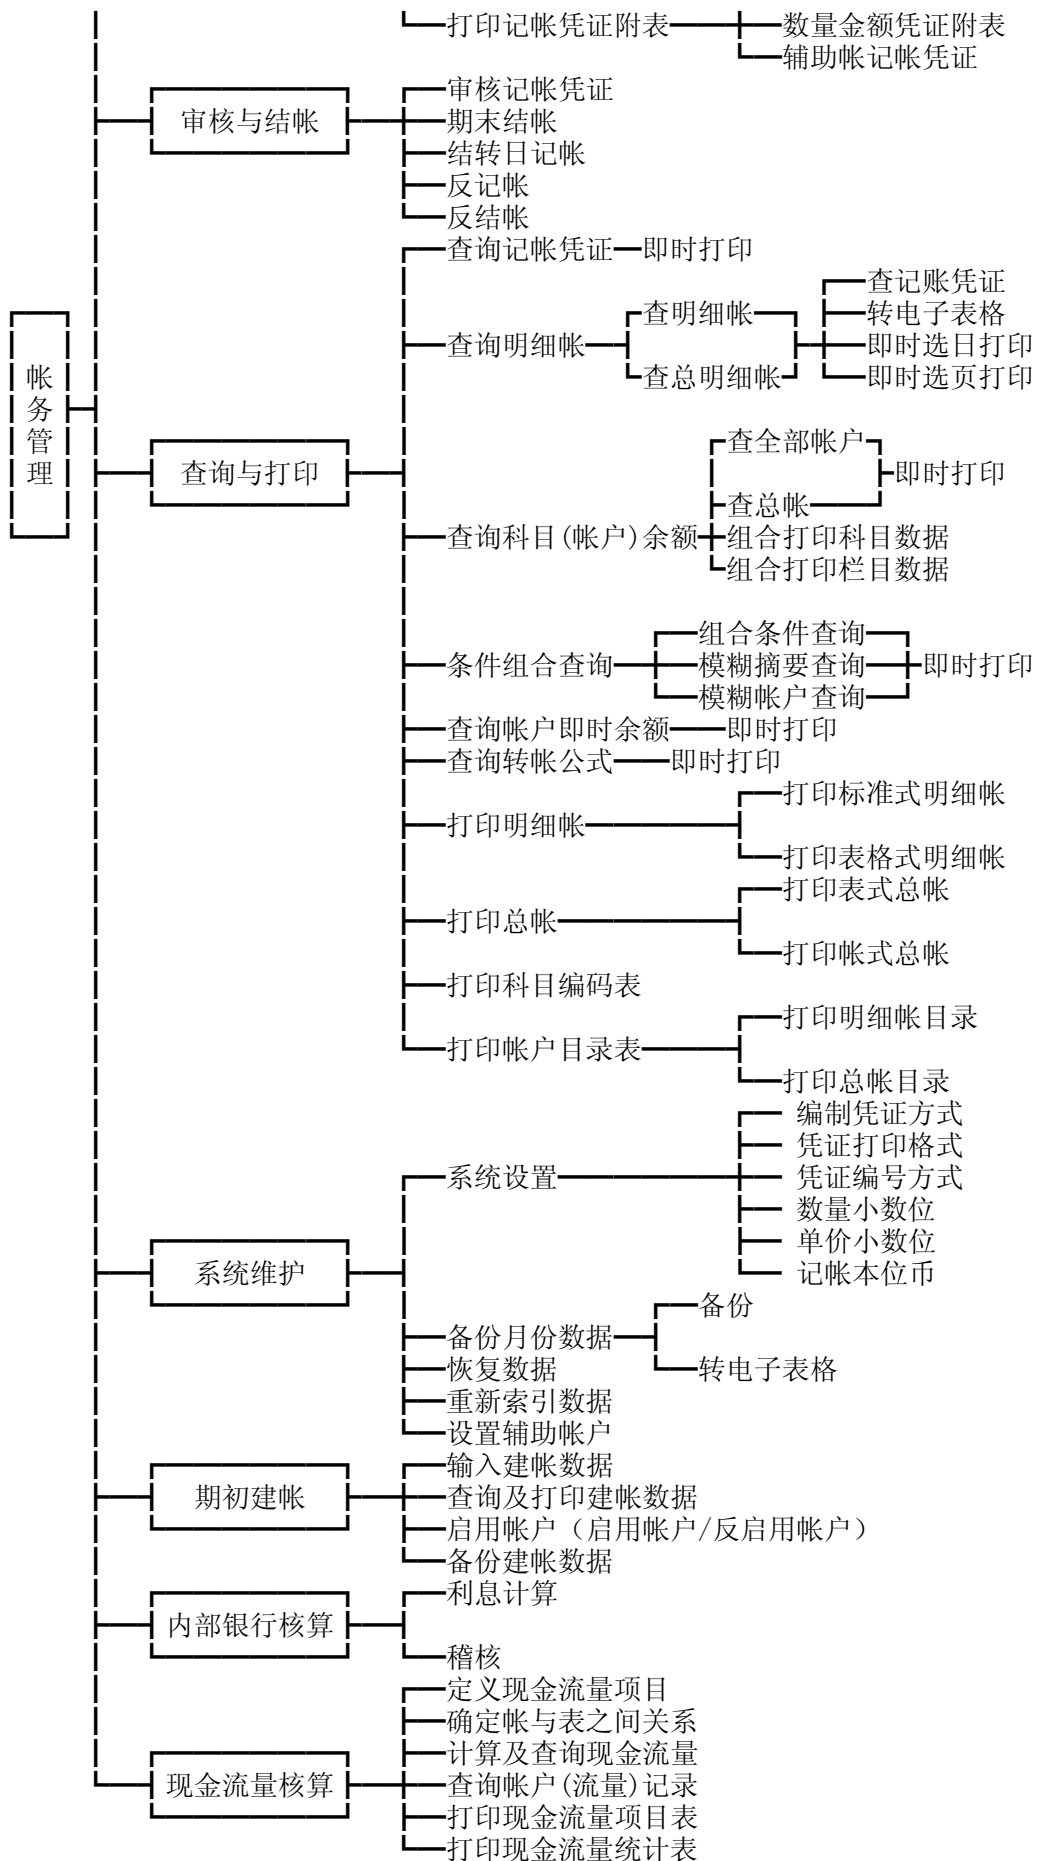 打印记帐凭证附表 数量金额凭证附表
辅助帐记帐凭证
审核记帐凭证
审核与结帐 期末结帐
结转日记帐
反记帐
反结帐
查询记帐凭证 即时打印
查记账凭证
查明细帐 转电子表格
查询明细帐 即时选日打印
帐 查总明细帐 即时选页打印
务
管 查全部帐户
理 查询与打印 即时打印
查总帐
查询科目(帐户)余额 组合打印科目数据
组合打印栏目数据
组合条件查询
条件组合查询 模糊摘要查询 即时打印
模糊帐户查询
查询帐户即时余额 即时打印
查询转帐公式 即时打印
打印标准式明细帐
打印明细帐
打印表格式明细帐
打印表式总帐
打印总帐
打印帐式总帐
打印科目编码表
打印明细帐目录
打印帐户目录表
打印总帐目录
编制凭证方式
凭证打印格式
系统设置 凭证编号方式
数量小数位
单价小数位
系统维护 记帐本位币
备份
备份月份数据
恢复数据 转电子表格
重新索引数据
设置辅助帐户
输入建帐数据
期初建帐 查询及打印建帐数据
启用帐户（启用帐户/反启用帐户）
备份建帐数据
利息计算
内部银行核算
稽核
定义现金流量项目
确定帐与表之间关系
计算及查询现金流量
现金流量核算 查询帐户(流量)记录
打印现金流量项目表
打印现金流量统计表